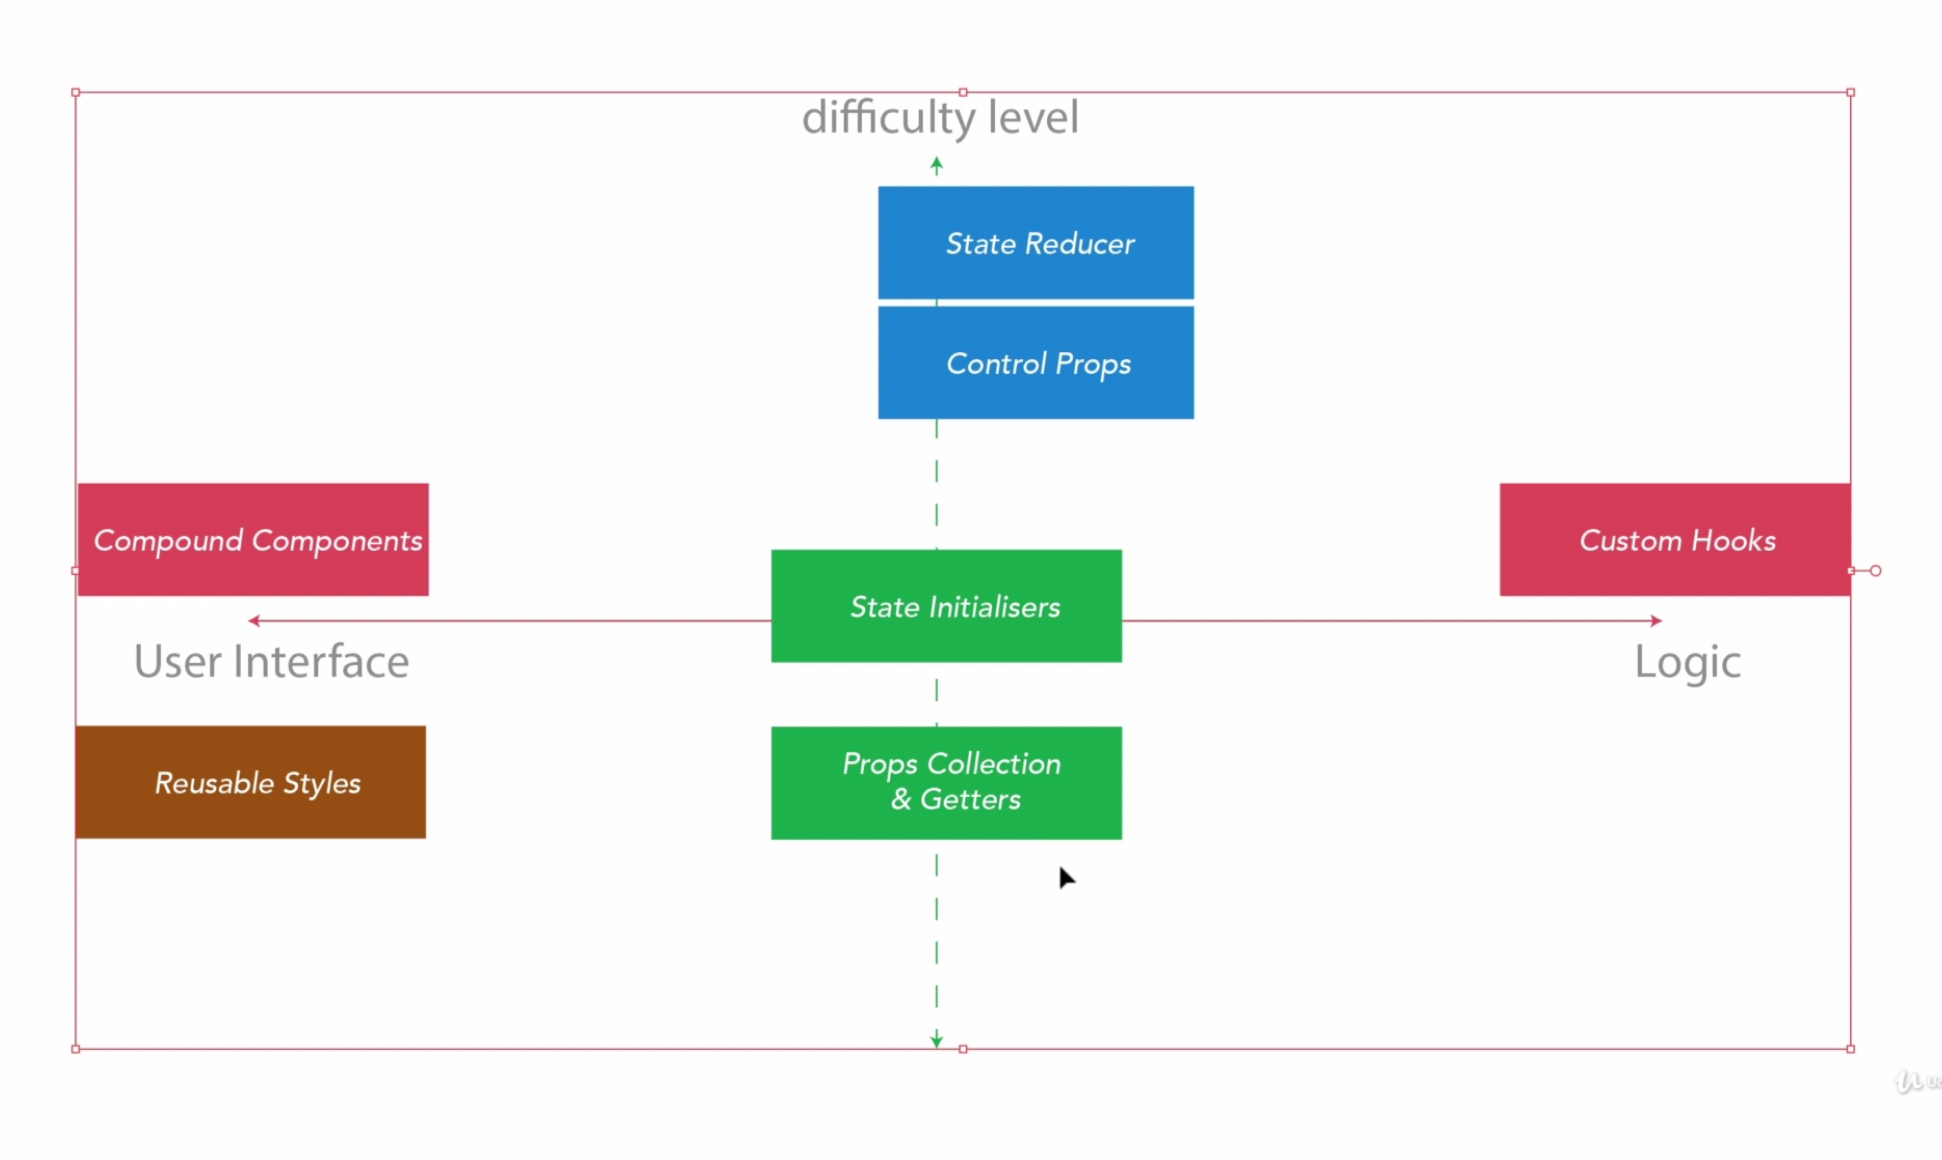 difficulty level
State Reducer
Control Props
Compound Components
Custom Hooks
State Initialisers
User Interface
Logic
Props Collection
& Getters
Reusable Styles